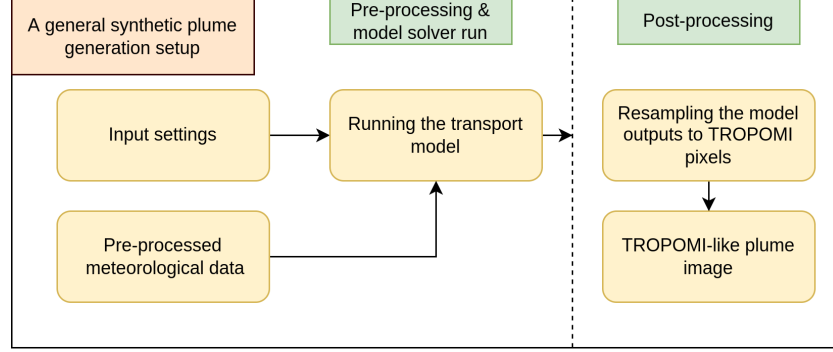 A general synthetic plume
generation setup
Pre-processing &
model solver run
Post-processing
Input settings
Running the transport
model
Resampling the model
outputs to TROPOMI
pixels
Pre-processed
meteorological data
TROPOMI-like plume
image